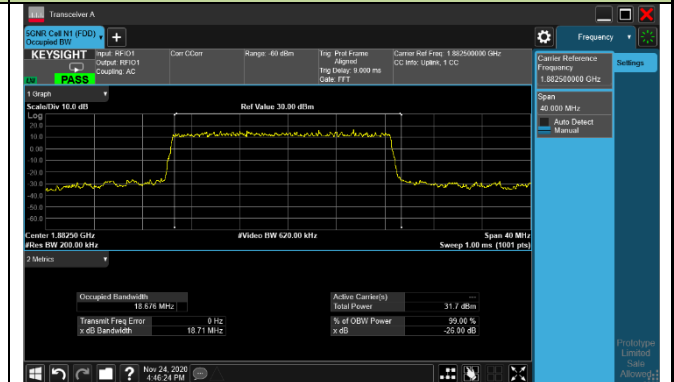 Transceiver A
5GNR Cell N1 (FDD)
Occupied BW
Frequency
KEYSIGHT
Input: RFIO1
Output: RFIO1
Coupling: AC
Corr CCorr
Range: -60 dBm
Trig: Prot Frame
Aligned
Trig Delay: 9.000 ms
Gate: FFT
Carrier Ref Freq: 1.882500000 GHz
CC Info: Uplink, 1 CC
PASS
Carrier Reference
Frequency
1.882500000 GHz
Settings
Span
40.000 MHz
Auto Detect
Manual
1 Graph
Scale/Div 10.0 dB
Ref Value 30.00 dBm
Log
20.0
10.0
0.00
-10.0
-20.0
-30.0
-40.0
-50.0
-60.0
Center 1.88250 GHz
#Video BW 620.00 kHz
Span 40 MHz
#Res BW 200.00 kHz
Sweep 1.00 ms (1001 pts)
2 Metrics
Occupied Bandwidth
18.676 MHz
Active Carrier(s)
---
Total Power
31.7 dBm
Transmit Freq Error
0 Hz
% of OBW Power
99.00 %
x dB Bandwidth
18.71 MHz
x dB
-26.00 dB
Prototype
Limited
Sale
Allowed
Nov 24, 2020
4:46:24 PM